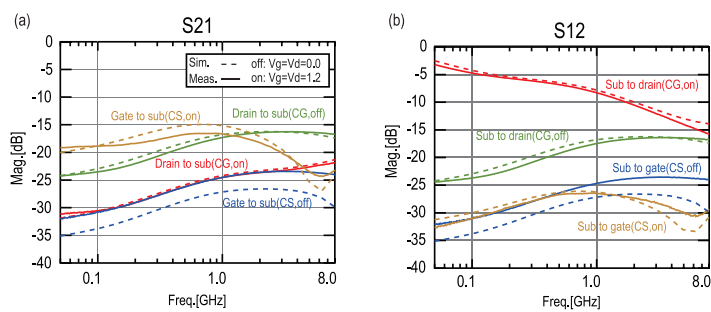 (a)
S21
0
-5
-10
-15
-20
-25
-30
-35
-40
Mag.[dB]
Sim. off: Vg=Vd=0.0
Meas. on: Vg=Vd=1.2
Gate to sub(CS,on)
Drain to sub(CG,off)
Drain to sub(CG,on)
Gate to sub(CS,off)
0.1
1.0
8.0
Freq.[GHz]
(b)
S12
0
-5
-10
-15
-20
-25
-30
-35
-40
Mag.[dB]
Sub to drain(CG,on)
Sub to drain(CG,off)
Sub to gate(CS,off)
Sub to gate(CS,on)
0.1
1.0
8.0
Freq.[GHz]